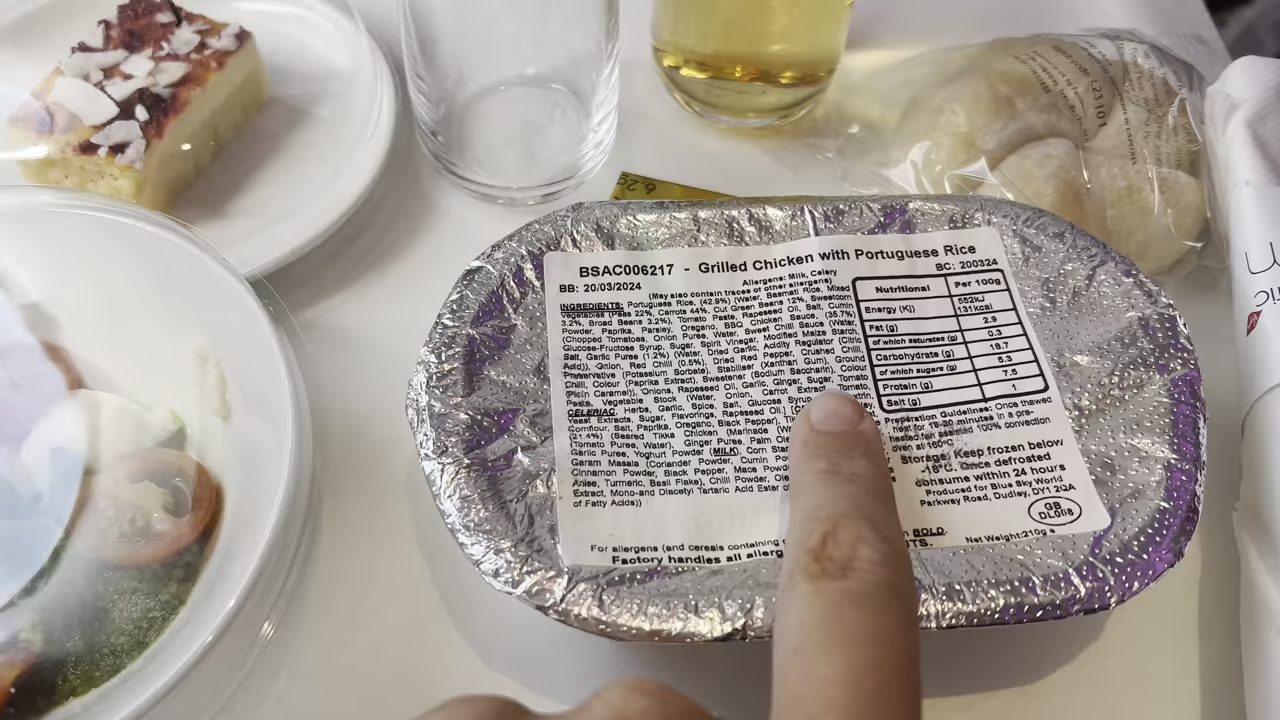 6.2g
L23101
BSAC006217 - Grilled Chicken with Portuguese Rice
BB: 20/03/2024
BC: 200324
Allergens: Milk, Celery
(May also contain traces of other allergens)
INGREDIENTS: Portuguese Rice, (42.9%) (Water, Basmati Rice, Mixed
Vegetables (Peas 22%, Carrots 44%, Cut Green Beans 12%, Sweetcorn
3.2%, Broad Beans 3.2%), Tomato Paste, Rapeseed Oil, Salt, Cumin
Powder, Paprika, Parsley, Oregano, BBQ Chicken Sauce, (35.7%)
(Chopped Tomatoes, Onion Puree, Water, Sweet Chilli Sauce (Water,
Glucose-Fructose Syrup, Sugar, Spirit Vinegar, Modified Maize Starch,
Salt, Garlic Puree (1.2%) (Water, Dried Garlic, Acidity Regulator (Citric
Acid)), Onion, Red Chilli (0.5%), Dried Red Pepper, Crushed Chilli,
Preservative (Potassium Sorbate), Stabiliser (Xanthan Gum), Ground
Chilli, Colour (Paprika Extract), Sweetener (Sodium Saccharin), Colour
(Plain Caramel)), Onions, Rapeseed Oil, Garlic, Ginger, Sugar, Tomato
Paste, Vegetable Stock (Water, Onion, Carrot Extract, Tomato,
CELERIAC, Herbs, Garlic, Spice, Salt, Glucose Syrup
Yeast Extracts, Sugar, Flavorings, Rapeseed Oil,)
Cornflour, Salt, Paprika, Oregano, Black Pepper),
(21.4%) (Seared Tikka Chicken (Marinade
(Tomato Puree, Water), Ginger Puree, Palm
Garlic Puree, Yoghurt Powder (MILK), Corn
Garam Masala (Coriander Powder, Cumin
Cinnamon Powder, Black Pepper, Mace
Anise, Turmeric, Basil Flake), Chilli Powder,
Extract, Mono-and Diacetyl Tartaric Acid Ester
of Fatty Acids))
For allergens (and cereals containing
BOLD.
Factory handles all
Nutritional Per 100g
Energy (Kj) 552kJ
131kcal
Fat (g) 2.9
of which saturates (g) 0.3
Carbohydrate (g) 18.7
of which sugars (g) 5.3
Protein (g) 7.5
Salt (g) 1
Preparation Guidelines: Once thawed
heat for 18-20 minutes in a pre-
heated fan assisted 100% convection
oven at 160°C
Storage: Keep frozen below
-18°C. Once defrosted
consume within 24 hours
Produced for Blue Sky World
Parkway Road, Dudley, DY1 2QA
GB
DL008
Net Weight:210g e